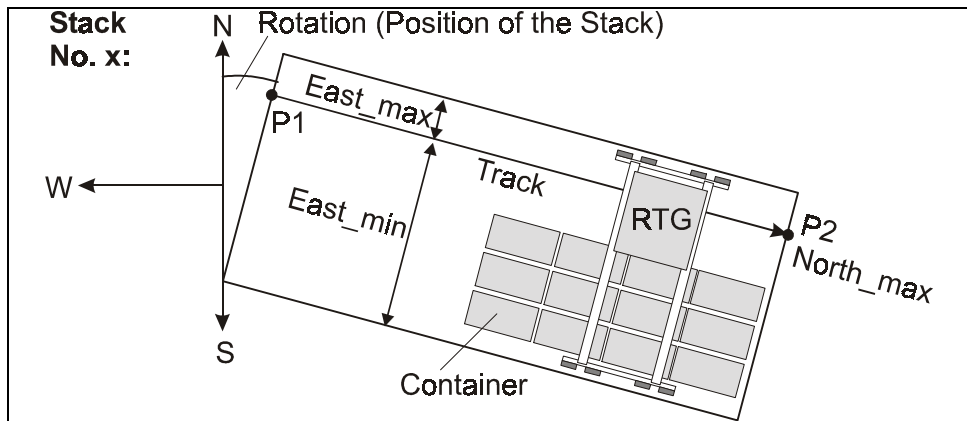 Stack
No. x:
N
Rotation (Position of the Stack)
East_max
P1
Track
W
East_min
RTG
P2
North_max
S
Container